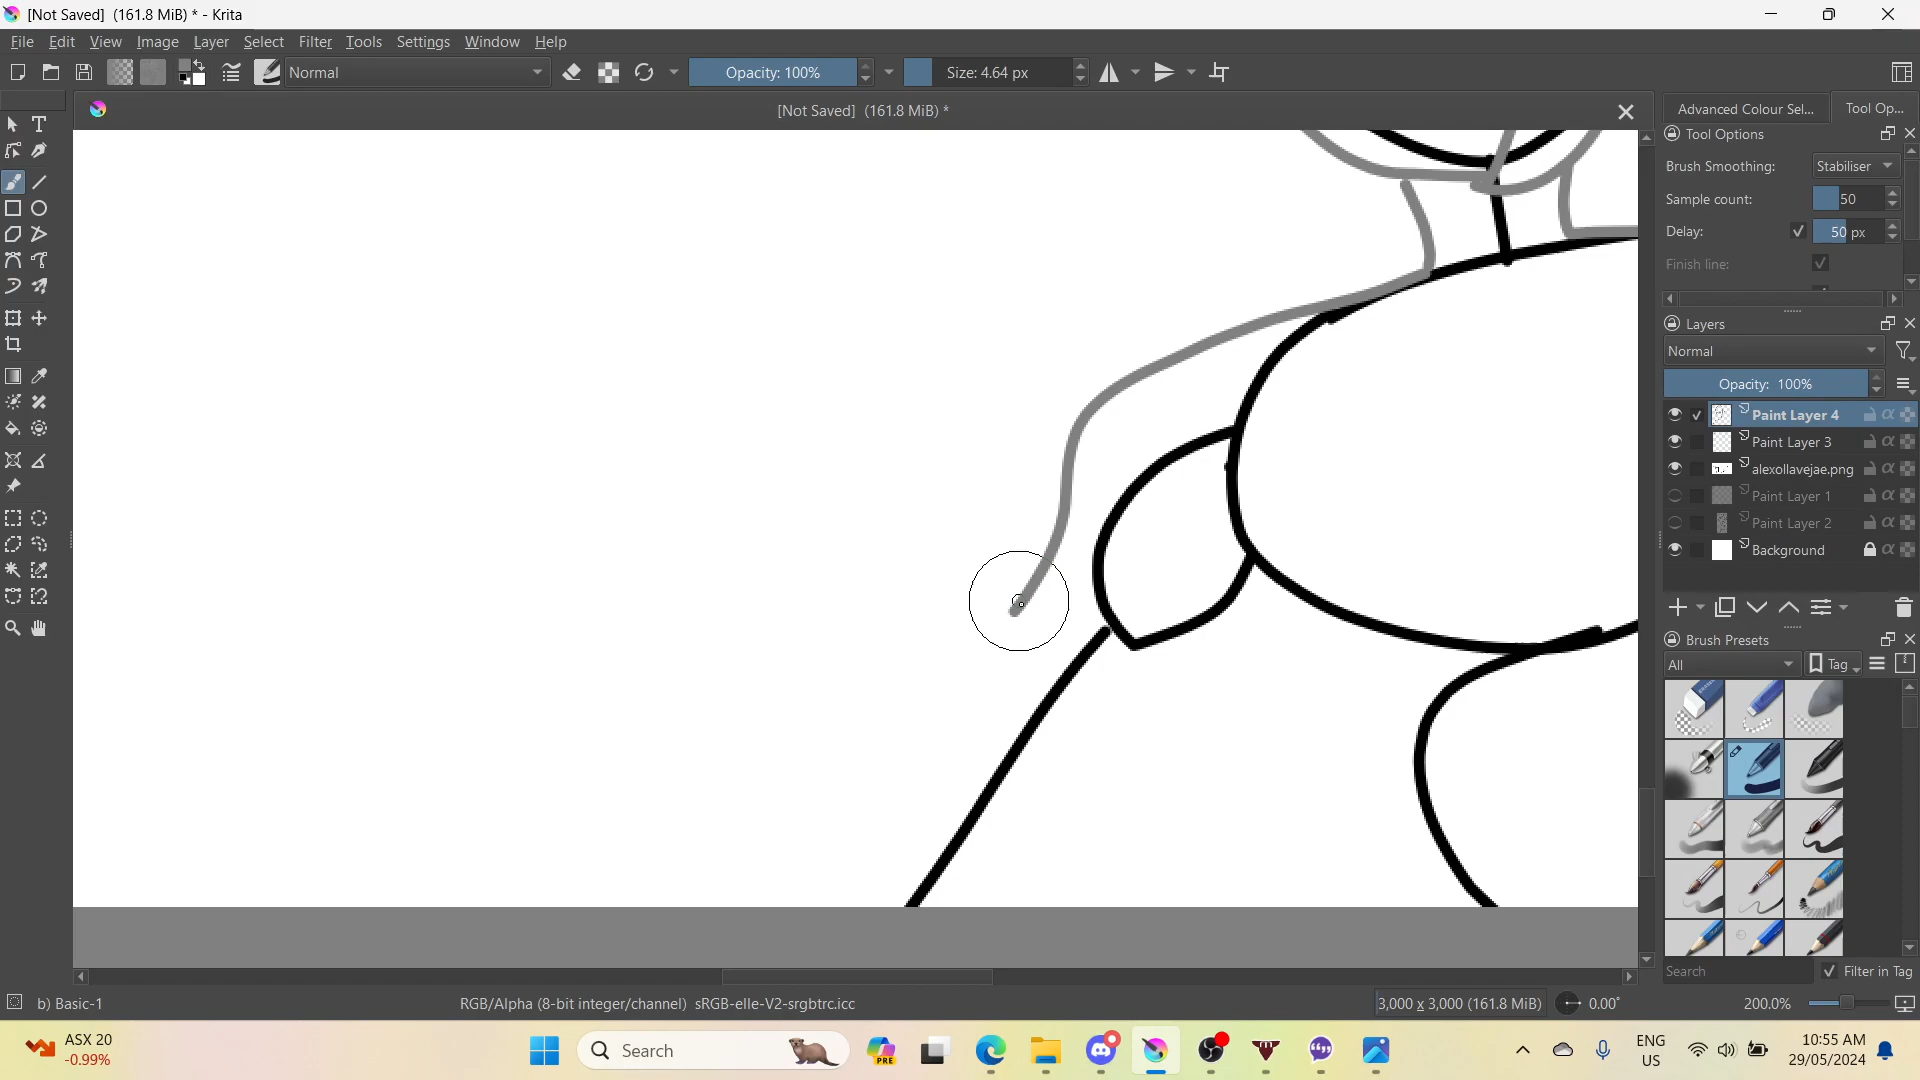 [Not Saved]  (161.8 MiB) * - Krita
File Edit View Image Layer Select Filter Tools Settings Window Help
Normal
Opacity: 100%
Size: 4.64 px
[Not Saved]  (161.8 MiB) *
Advanced Colour Sel...
Tool Op...
Tool Options
Brush Smoothing: Stabiliser
Sample count: 50
Delay: 50 px
Finish line:
Layers
Normal
Opacity:  100%
Paint Layer 4
Paint Layer 3
alexollavejae.png
Paint Layer 1
Paint Layer 2
Background
Brush Presets
All
Tag
Search
Filter in Tag
b) Basic-1
RGB/Alpha (8-bit integer/channel)  sRGB-elle-V2-srgbtrc.icc
3,000 x 3,000 (161.8 MiB)
0.00°
200.0%
ASX 20
-0.99%
Search
PRE
ENG
US
10:55 AM
29/05/2024